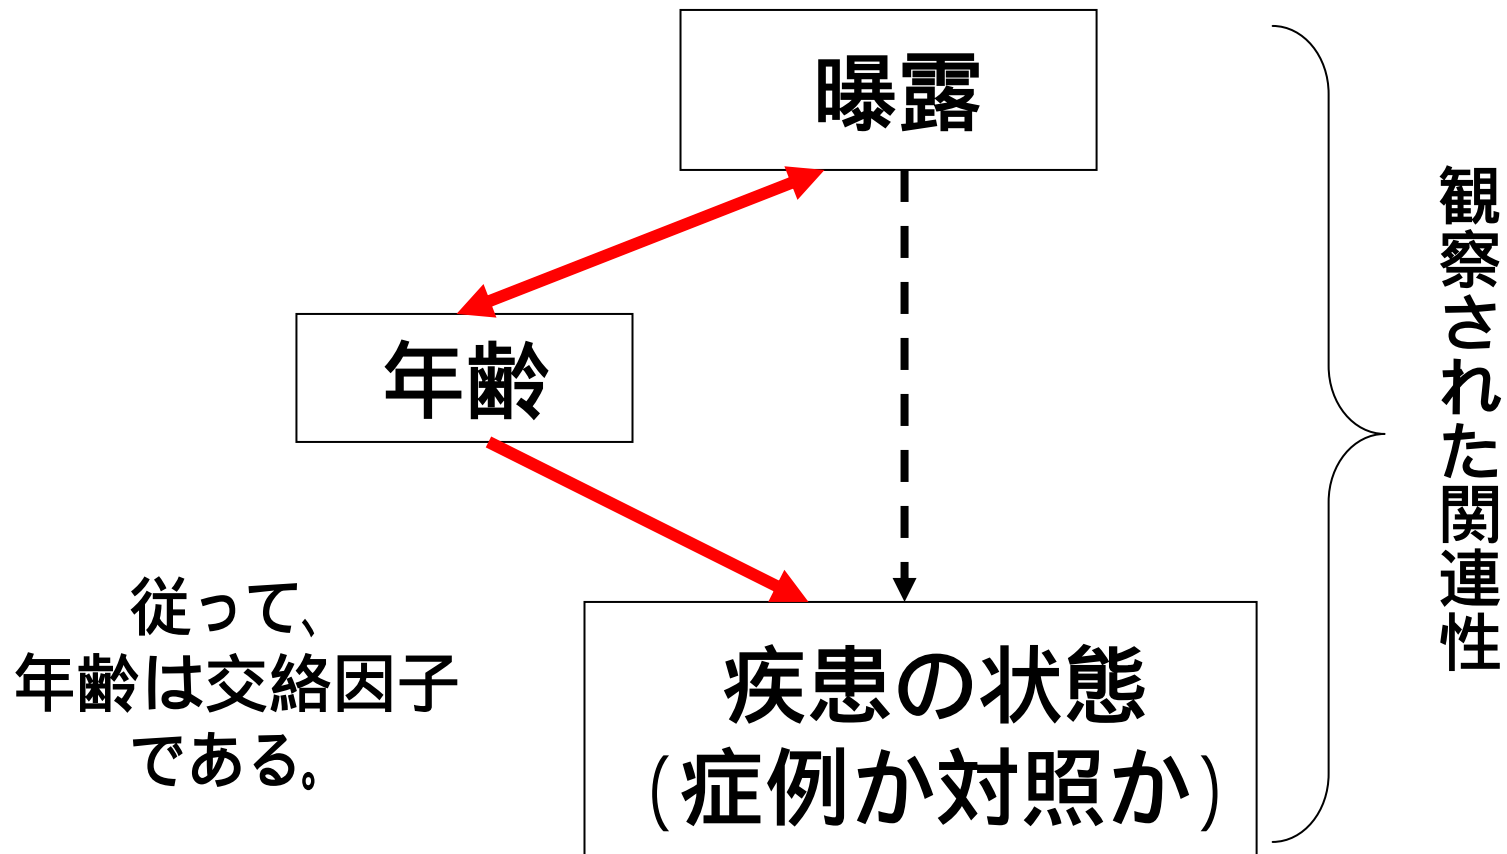 曝露
年齢
疾患の状態
(症例か対照か)
従って、
年齢は交絡因子
である。
観察された関連性